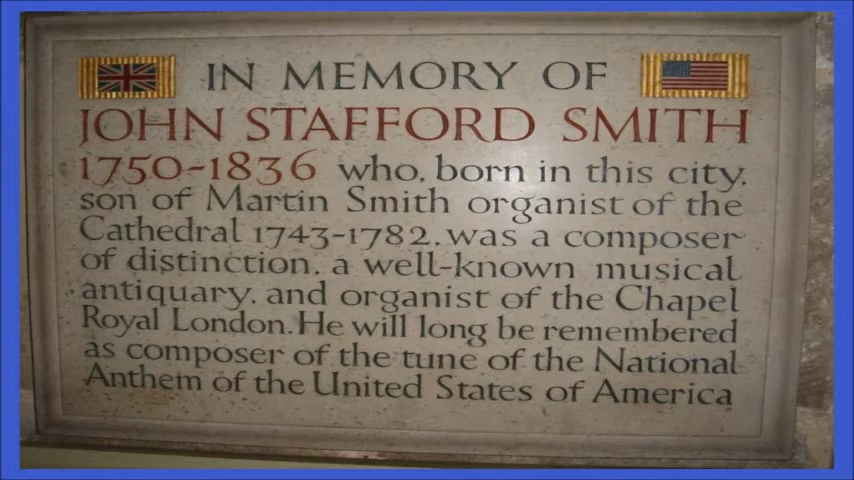 IN MEMORY OF
JOHN STAFFORD SMITH
1750-1836 who, born in this city,
son of Martin Smith organist of the
Cathedral 1743-1782, was a composer
of distinction, a well-known musical
antiquary, and organist of the Chapel
Royal London. He will long be remembered
as composer of the tune of the National
Anthem of the United States of America